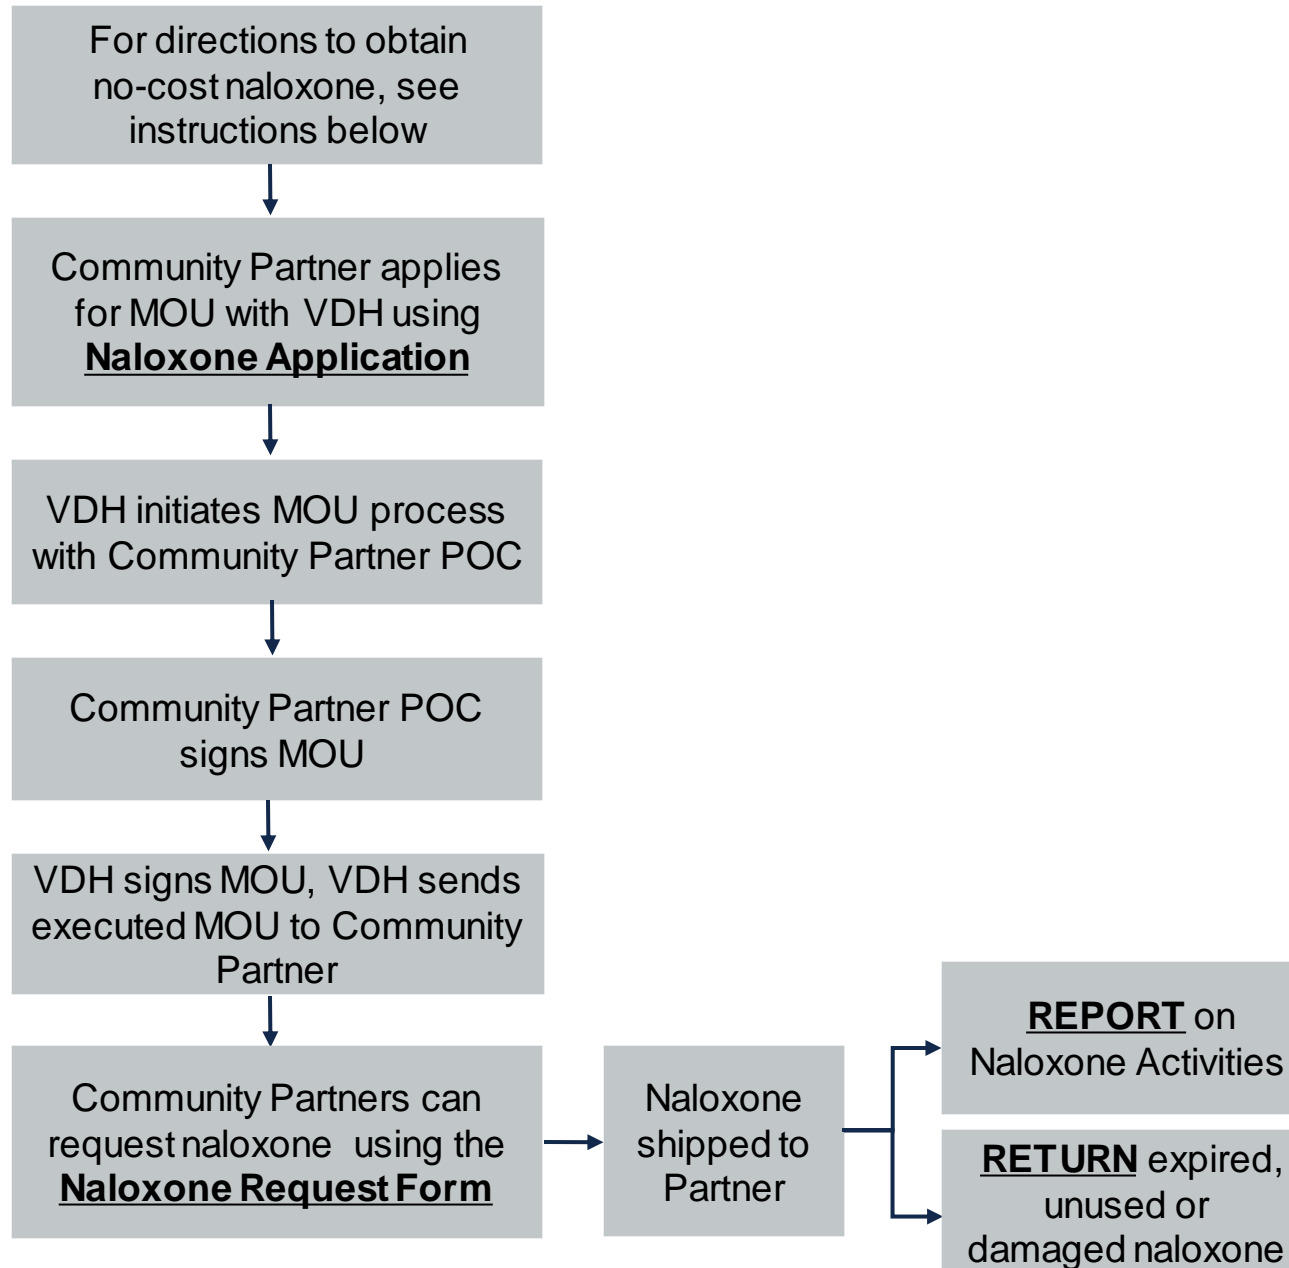 For directions to obtain
no-cost naloxone, see
instructions below
Community Partner applies
for MOU with VDH using
Naloxone Application
VDH initiates MOU process
with Community Partner POC
Community Partner POC
signs MOU
VDH signs MOU, VDH sends
executed MOU to Community
Partner
Community Partners can
request naloxone using the
Naloxone Request Form
Naloxone
shipped to
Partner
REPORT on
Naloxone Activities
RETURN expired,
unused or
damaged naloxone